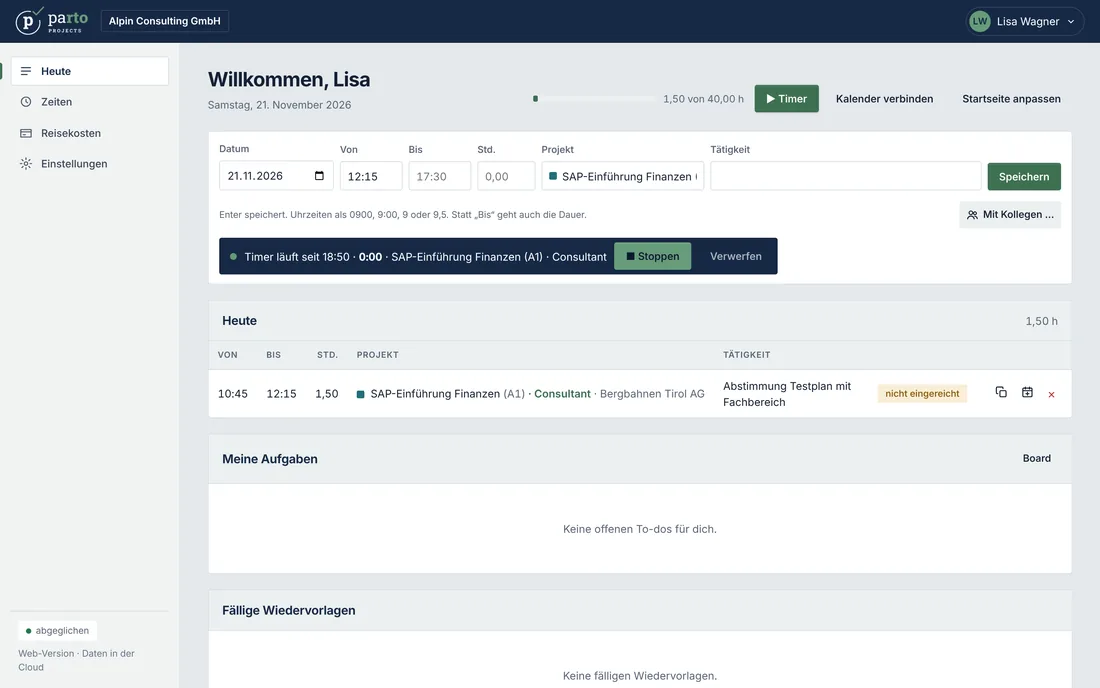 parto
PROJECTS
Alpin Consulting GmbH
LW Lisa Wagner
Heute
Zeiten
Reisekosten
Einstellungen
abgeglichen
Web-Version · Daten in der
Cloud
Willkommen, Lisa
Samstag, 21. November 2026
1,50 von 40,00 h
Timer
Kalender verbinden
Startseite anpassen
Datum Von Bis Std. Projekt Tätigkeit
21.11.2026 12:15 17:30 0,00 SAP-Einführung Finanzen Speichern
Enter speichert. Uhrzeiten als 0900, 9:00, 9 oder 9,5. Statt „Bis“ geht auch die Dauer.
Mit Kollegen ...
Timer läuft seit 18:50 · 0:00 · SAP-Einführung Finanzen (A1) · Consultant Stoppen Verwerfen
Heute 1,50 h
VON BIS STD. PROJEKT TÄTIGKEIT
10:45 12:15 1,50 SAP-Einführung Finanzen (A1) · Consultant · Bergbahnen Tirol AG Abstimmung Testplan mit
Fachbereich
nicht eingereicht
Meine Aufgaben Board
Keine offenen To-dos für dich.
Fällige Wiedervorlagen
Keine fälligen Wiedervorlagen.